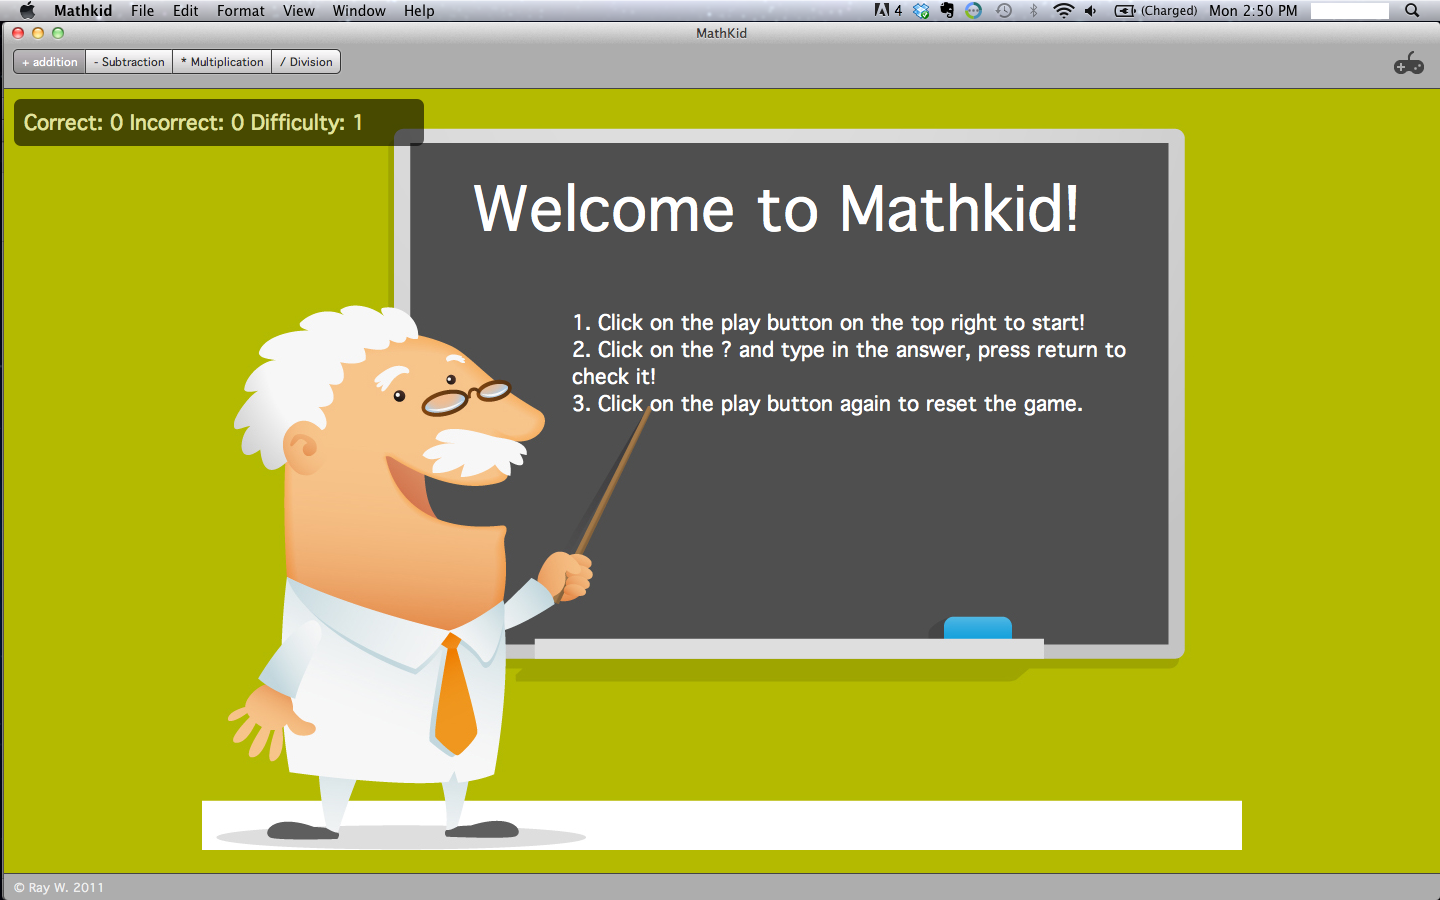 Mathkid File Edit Format View Window Help 4 (Charged) Mon 2:50 PM
MathKid
+ addition - Subtraction * Multiplication / Division
Correct: 0 Incorrect: 0 Difficulty: 1
Welcome to Mathkid!
1. Click on the play button on the top right to start!
2. Click on the ? and type in the answer, press return to
check it!
3. Click on the play button again to reset the game.
© Ray W. 2011